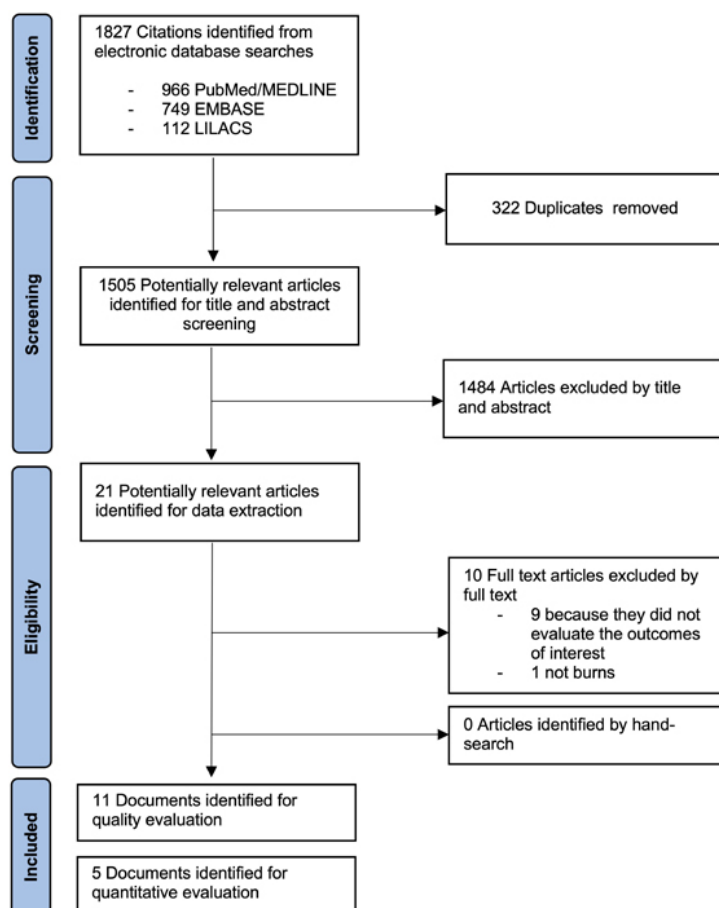 Identification
1827 Citations identified from
electronic database searches
- 966 PubMed/MEDLINE
- 749 EMBASE
- 112 LILACS
Screening
322 Duplicates removed
1505 Potentially relevant articles
identified for title and abstract
screening
1484 Articles excluded by title
and abstract
Eligibility
21 Potentially relevant articles
identified for data extraction
10 Full text articles excluded by
full text
- 9 because they did not
evaluate the outcomes
of interest
- 1 not burns
0 Articles identified by hand-
search
Included
11 Documents identified for
quality evaluation
5 Documents identified for
quantitative evaluation